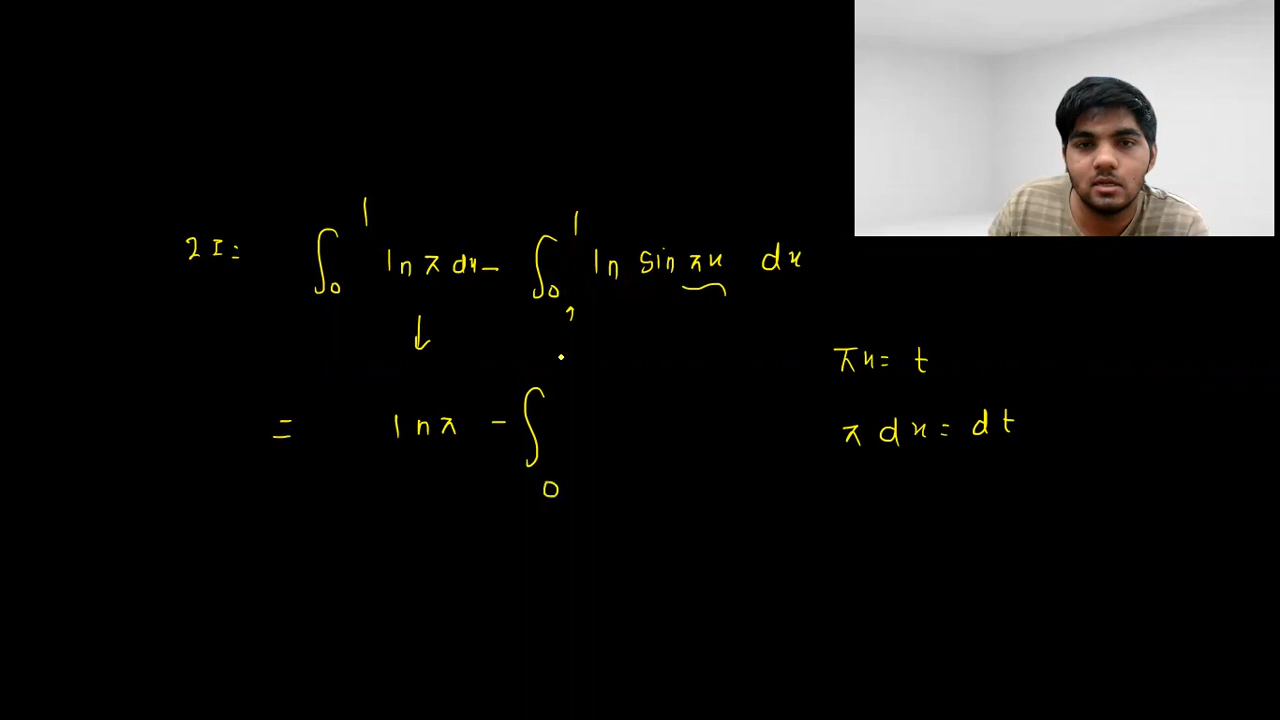 2I = ∫₀¹ ln π dx - ∫₀¹ ln sin πx dx
πx = t
= ln π - ∫₀
π dx = dt